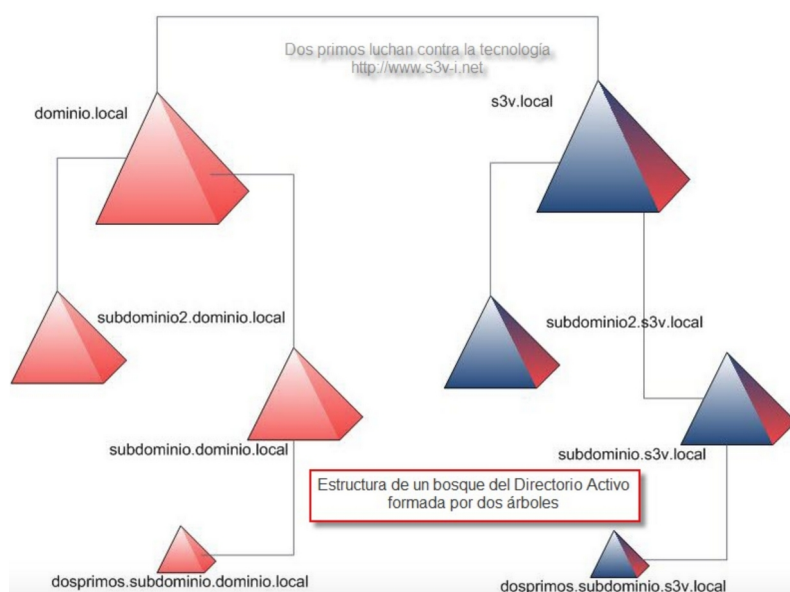 Dos primos luchan contra la tecnología
http://www.s3v-i.net
dominio.local
s3v.local
subdominio2.dominio.local
subdominio2.s3v.local
subdominio.dominio.local
subdominio.s3v.local
Estructura de un bosque del Directorio Activo
formada por dos árboles
dosprimos.subdominio.dominio.local
dosprimos.subdominio.s3v.local